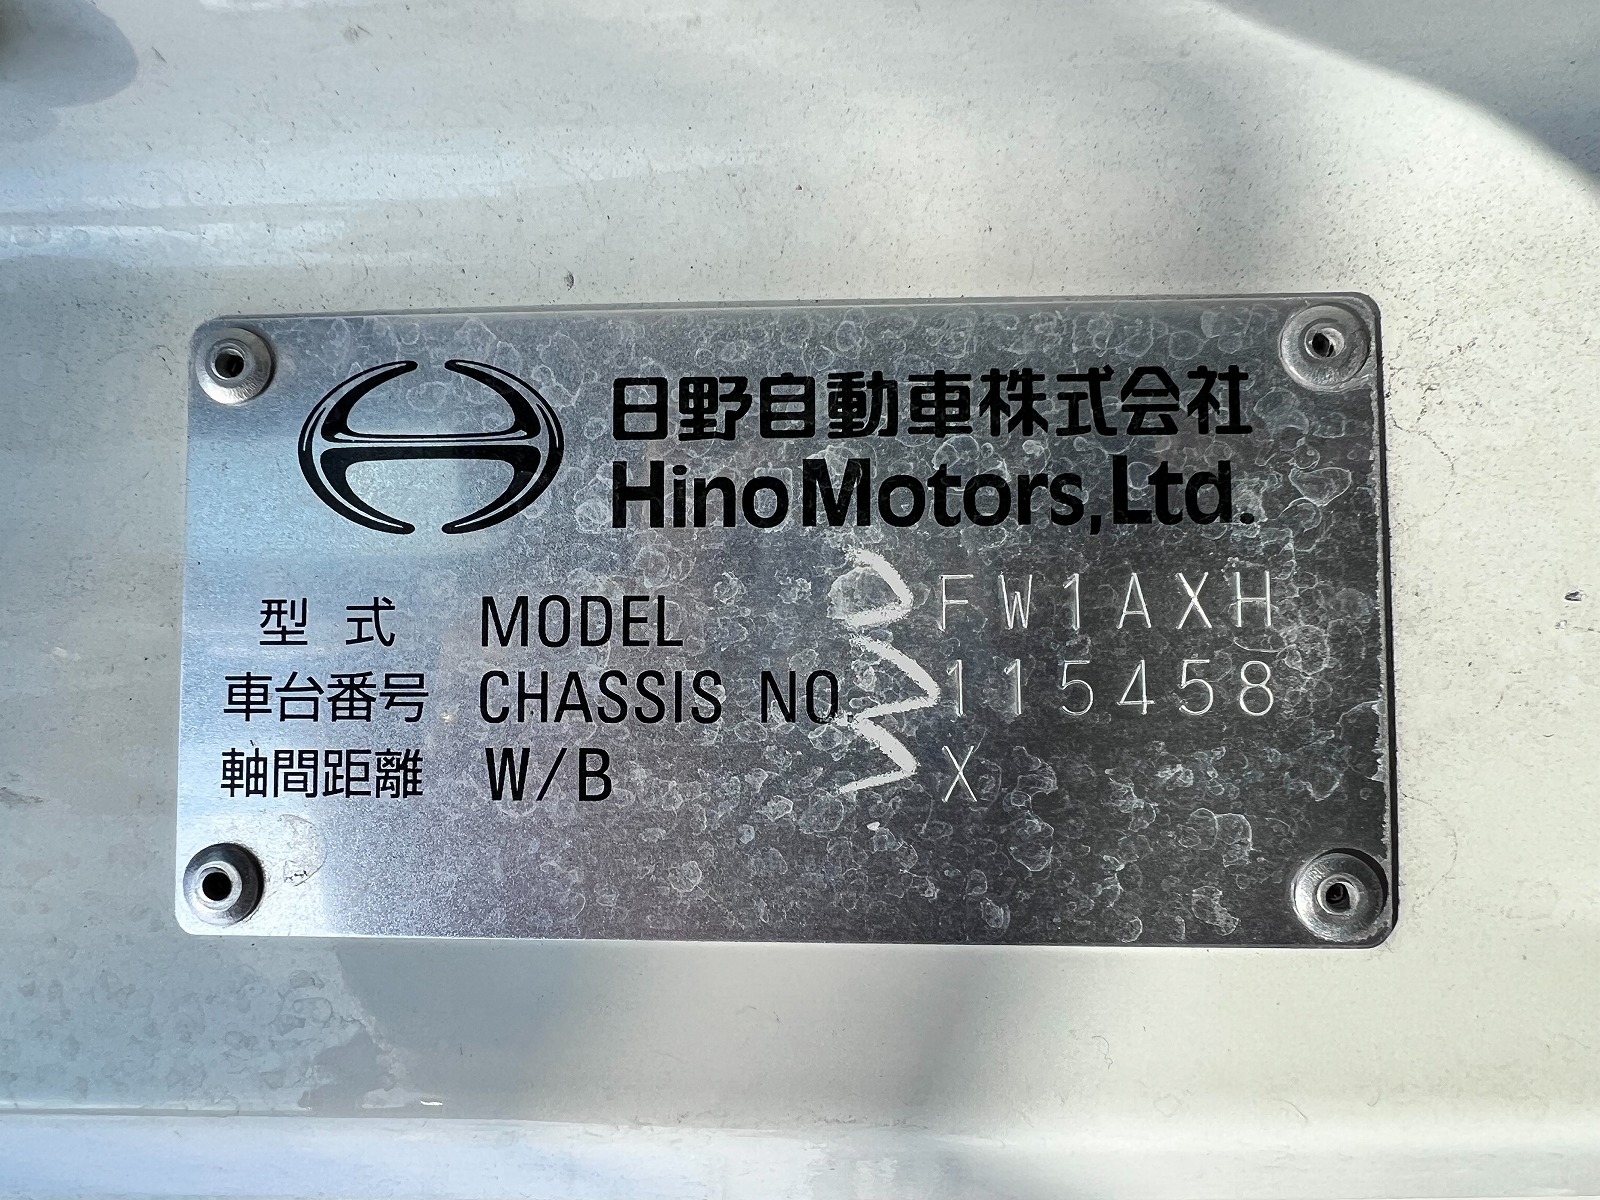 日野自動車株式会社
Hino Motors, Ltd.
型式 MODEL FW1AXH
車台番号 CHASSIS NO 115458
軸間距離 W/B X